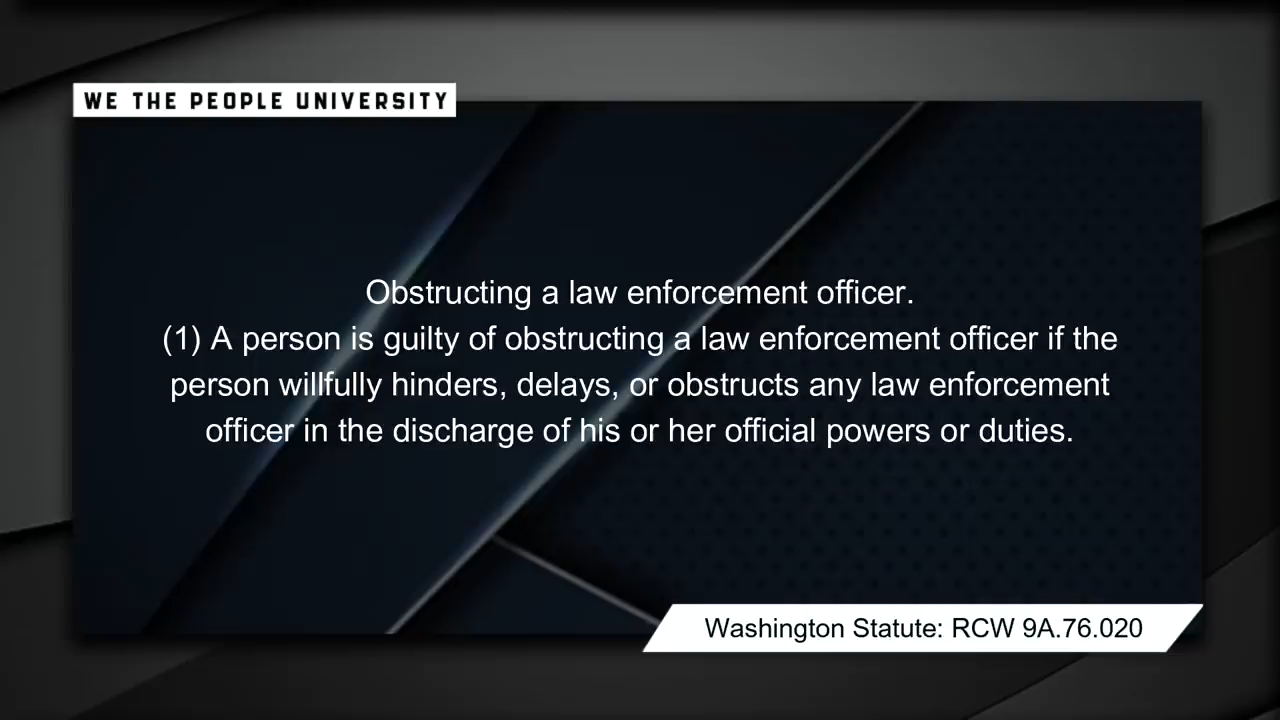 WE THE PEOPLE UNIVERSITY
Obstructing a law enforcement officer.
(1) A person is guilty of obstructing a law enforcement officer if the
person willfully hinders, delays, or obstructs any law enforcement
officer in the discharge of his or her official powers or duties.
Washington Statute: RCW 9A.76.020